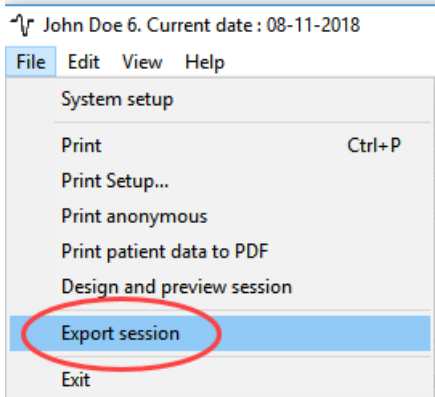 John Doe 6. Current date : 08-11-2018
File Edit View Help
System setup
Print Ctrl+P
Print Setup...
Print anonymous
Print patient data to PDF
Design and preview session
Export session
Exit